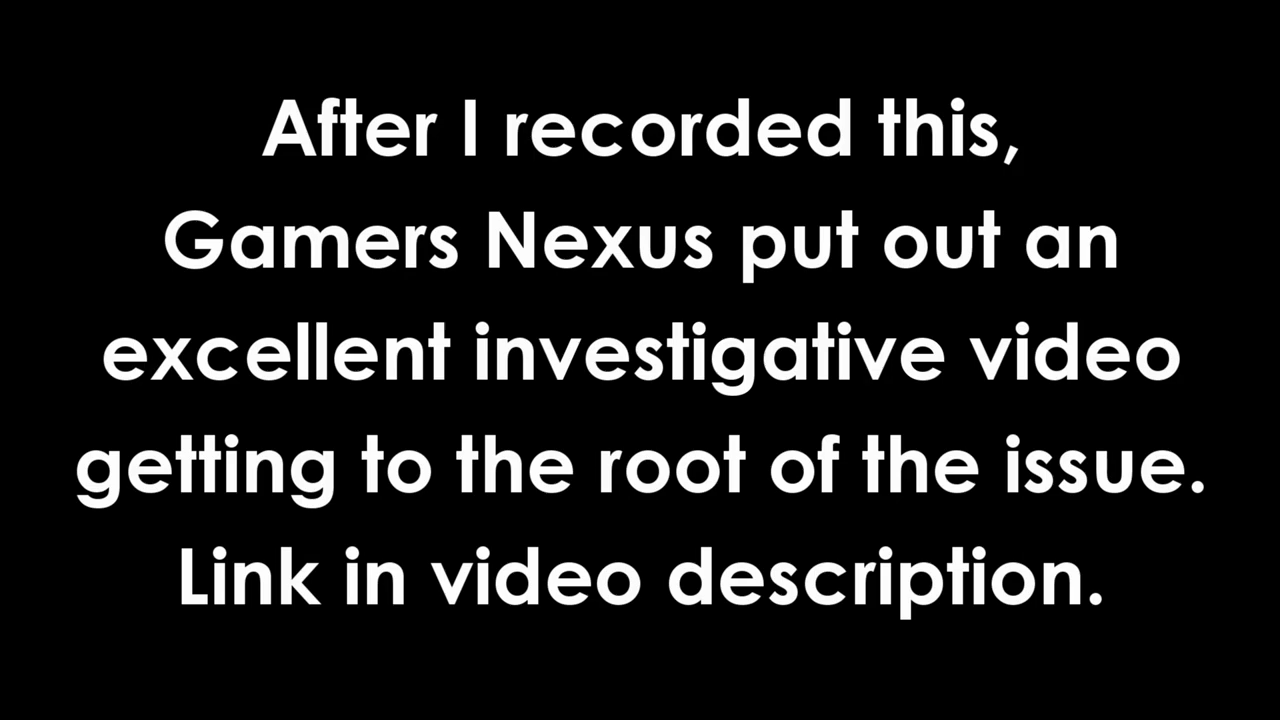 After I recorded this,
Gamers Nexus put out an
excellent investigative video
getting to the root of the issue.
Link in video description.